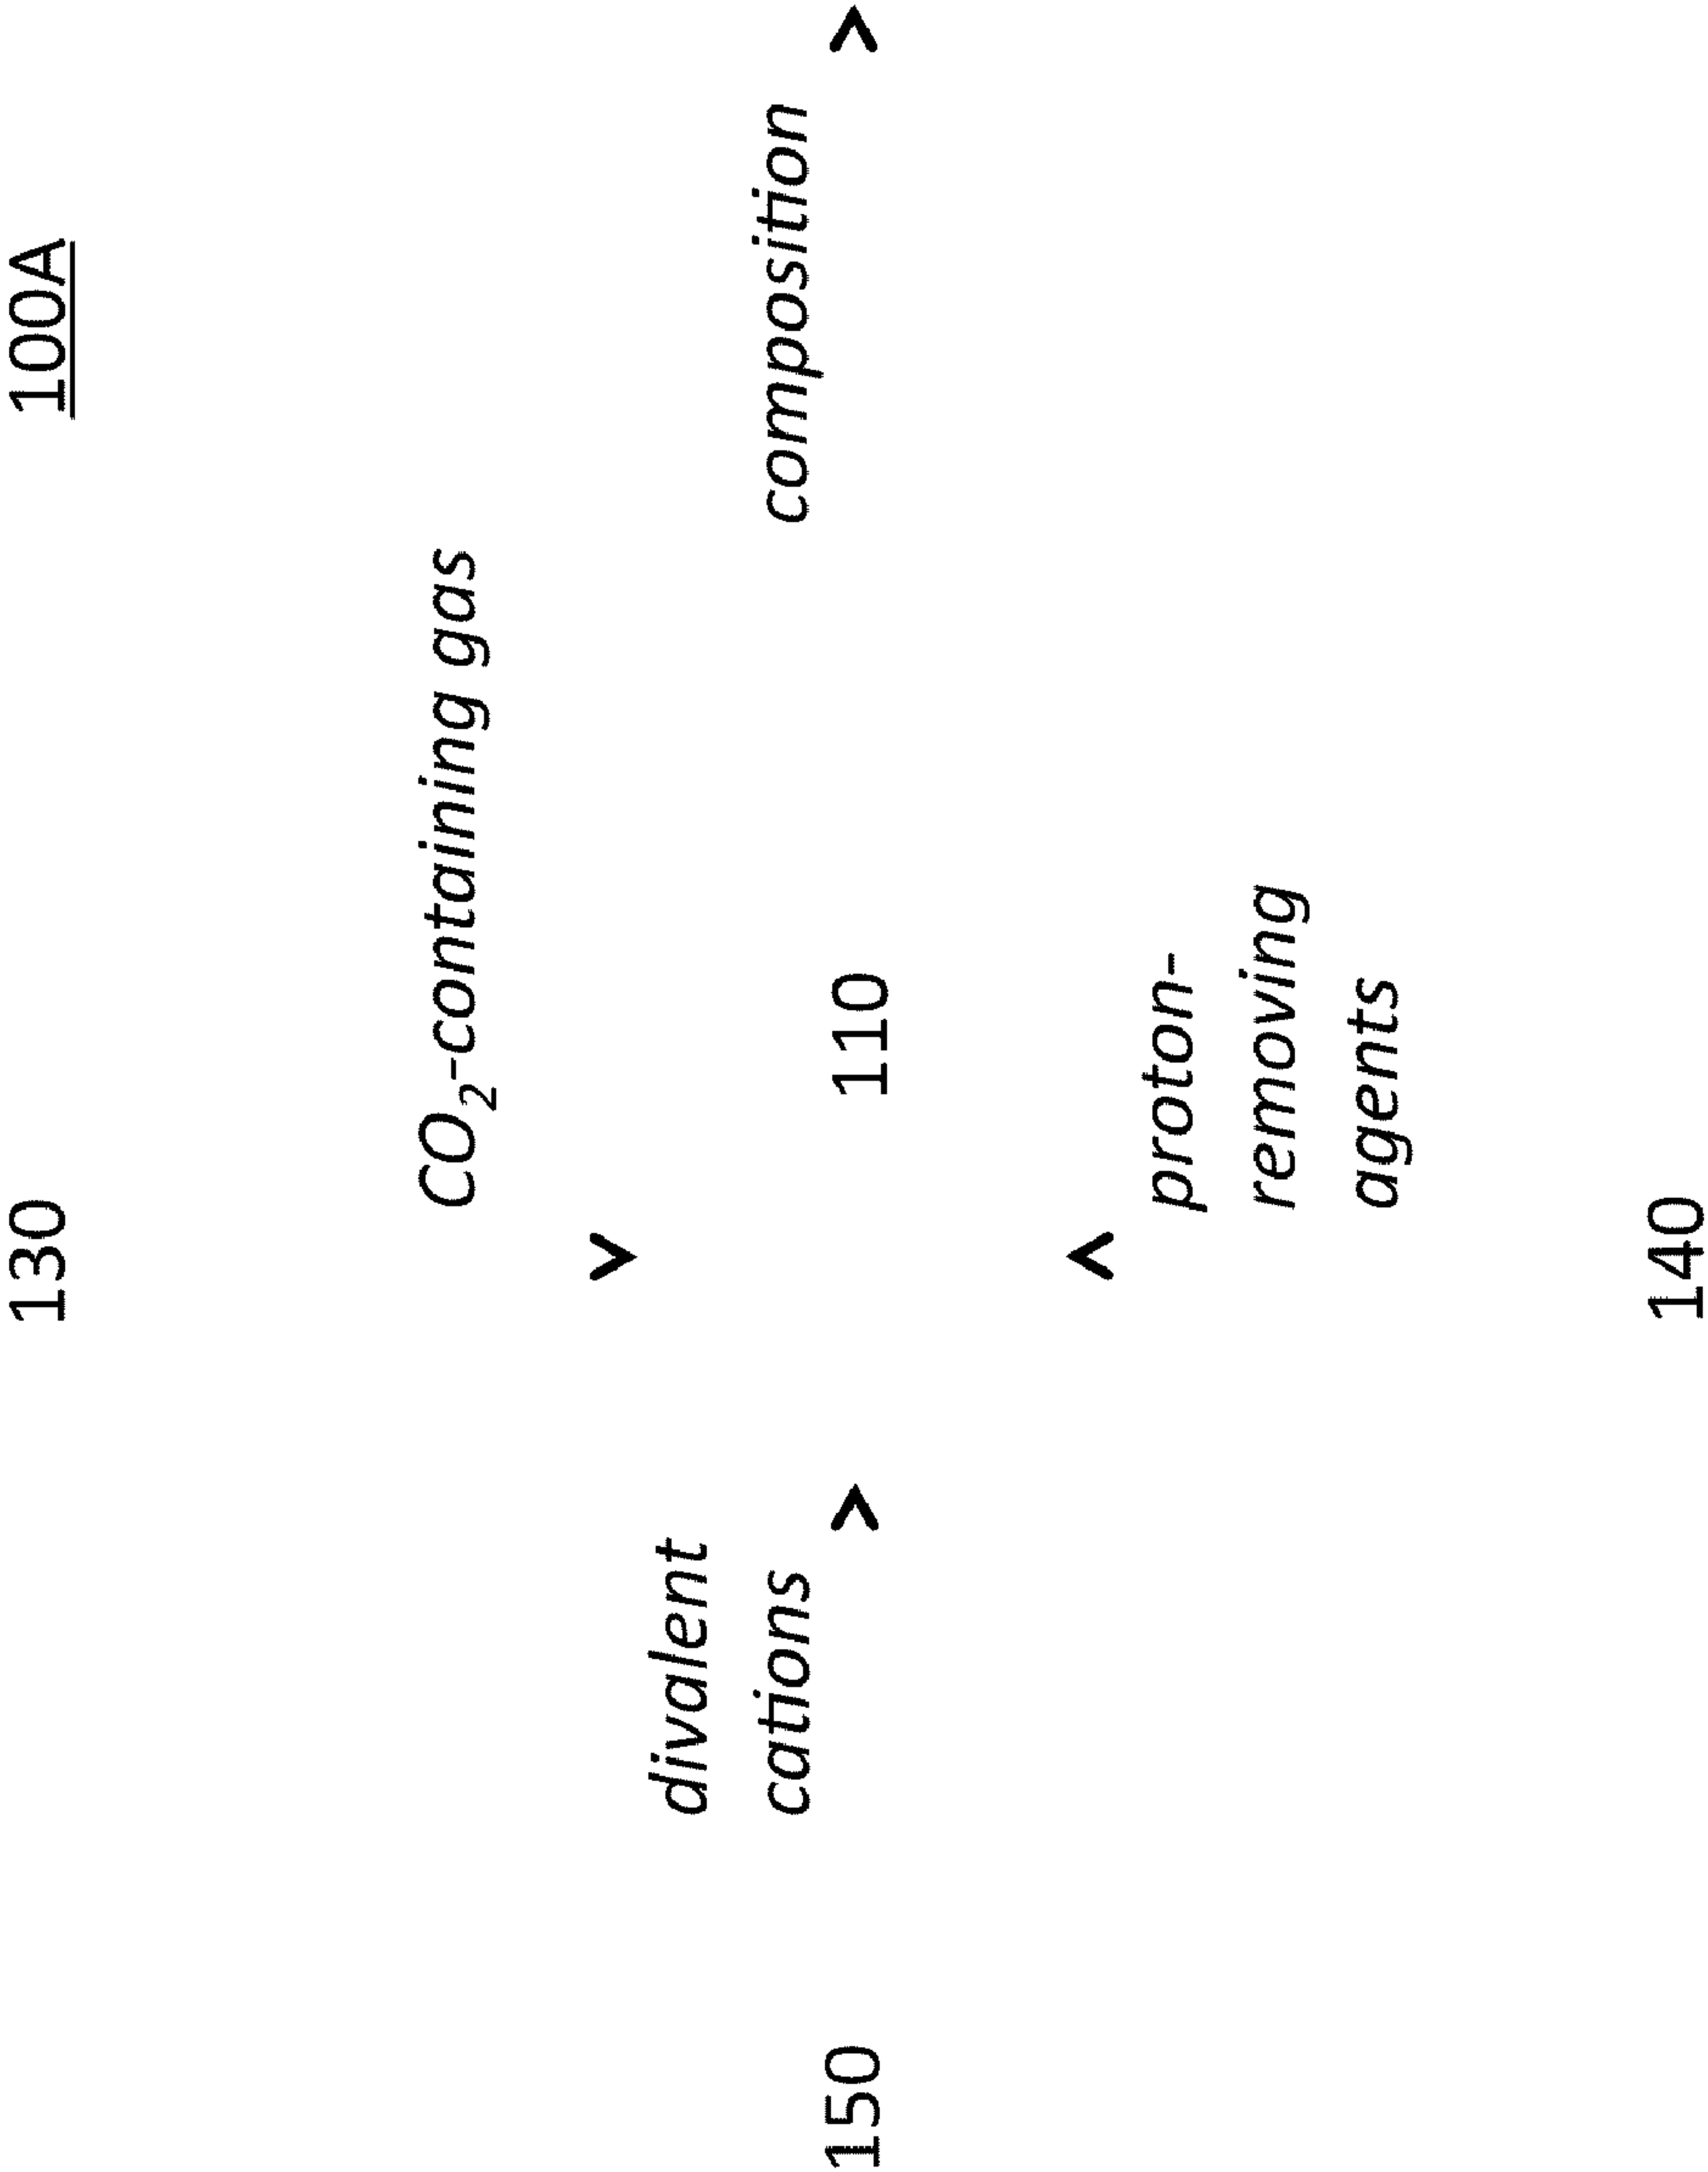 130
100A
CO₂-containing gas
divalent
cations
composition
150
110
proton-
removing
agents
140